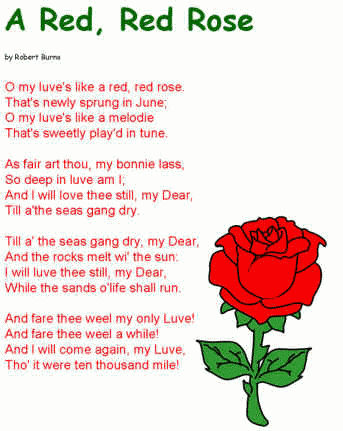 A Red, Red Rose
by Robert Burns
O my luve's like a red, red rose.
That's newly sprung in June;
O my luve's like a melodie
That's sweetly play'd in tune.
As fair art thou, my bonnie lass,
So deep in luve am I;
And I will love thee still, my Dear,
Till a'the seas gang dry.
Till a' the seas gang dry, my Dear,
And the rocks melt wi' the sun:
I will luve thee still, my Dear,
While the sands o'life shall run.
And fare thee weel my only Luve!
And fare thee weel a while!
And I will come again, my Luve,
Tho' it were ten thousand mile!